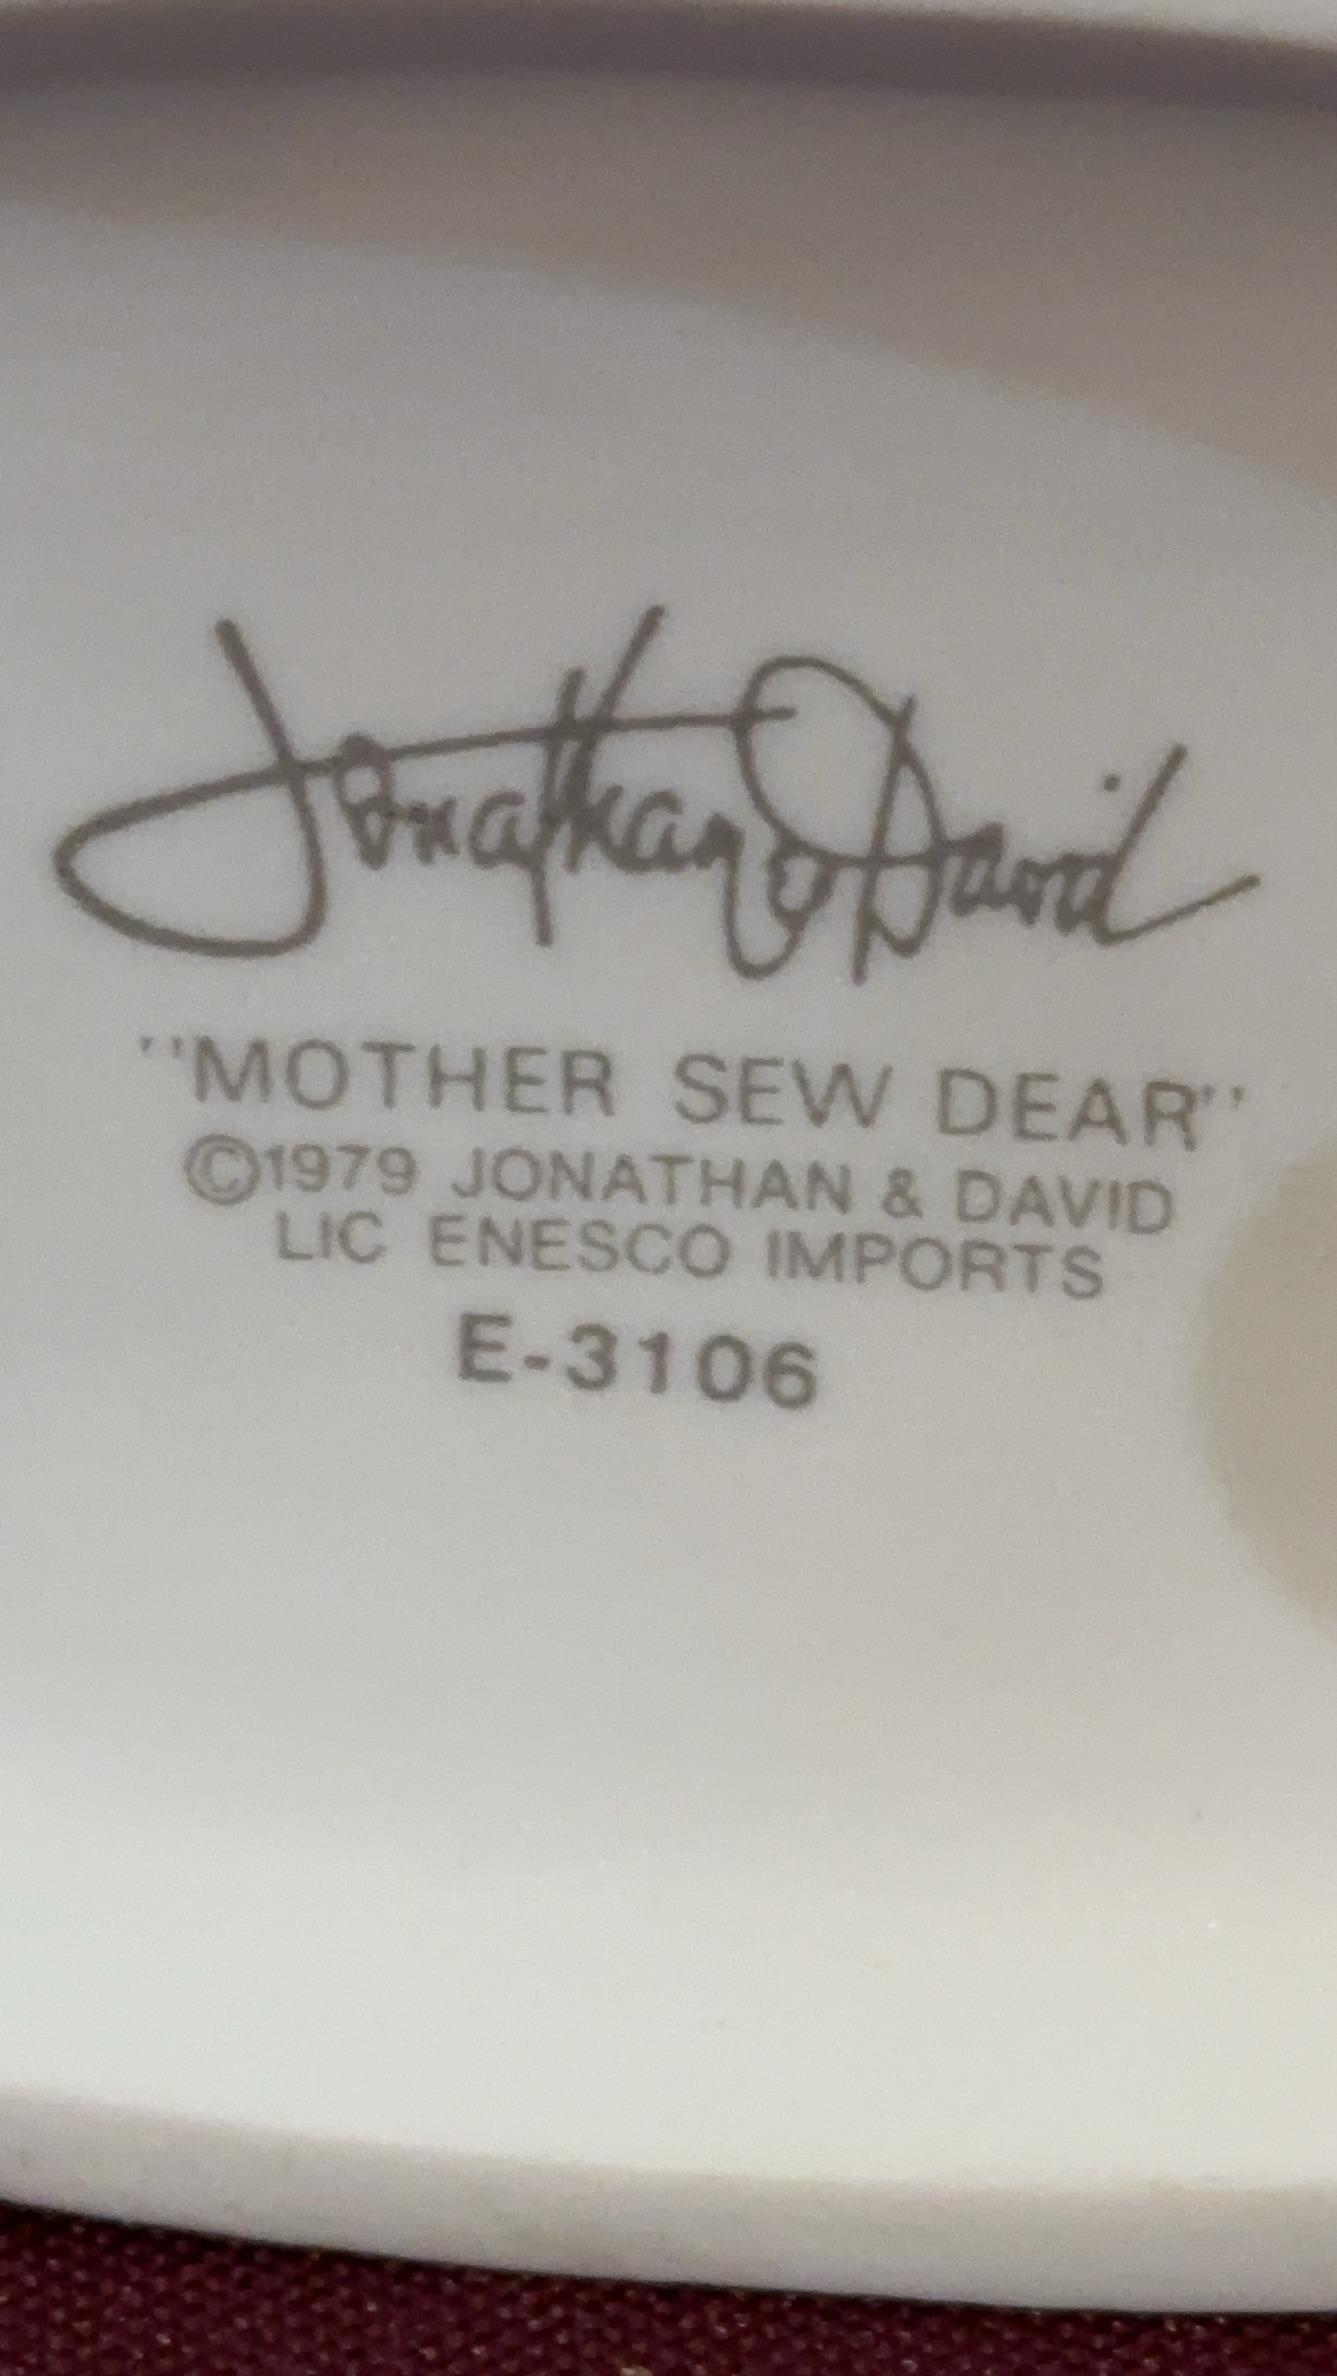 Jonathan & David
''MOTHER SEW DEAR''
©1979 JONATHAN & DAVID
LIC ENESCO IMPORTS
E-3106